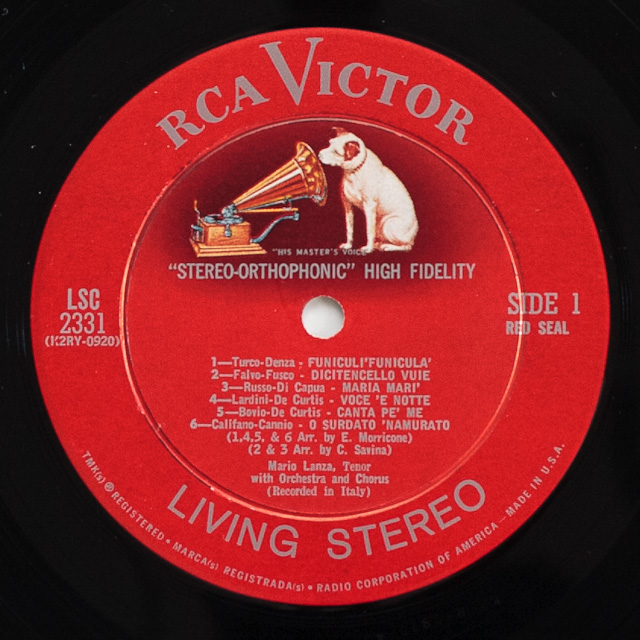 RCA VICTOR
"HIS MASTER'S VOICE"
"STEREO-ORTHOPHONIC" HIGH FIDELITY
LSC
2331
(K2RY-0920)
SIDE 1
RED SEAL
1—Turco-Denza - FUNICULI' FUNICULA'
2—Falvo-Fusco - DICITENCELLO VUIE
3—Russo-Di Capua - MARIA MARI'
4—Lardini-De Curtis - VOCE 'E NOTTE
5—Bovio-De Curtis - CANTA PE' ME
6—Califano-Cannio - O SURDATO 'NAMURATO
(1,4,5, & 6 Arr. by E. Morricone)
(2 & 3 Arr. by C. Savina)
Mario Lanza, Tenor
with Orchestra and Chorus
(Recorded in Italy)
LIVING STEREO
TMK(s) ® REGISTERED • MARCA(s) REGISTRADA(s) • RADIO CORPORATION OF AMERICA—MADE IN U.S.A.